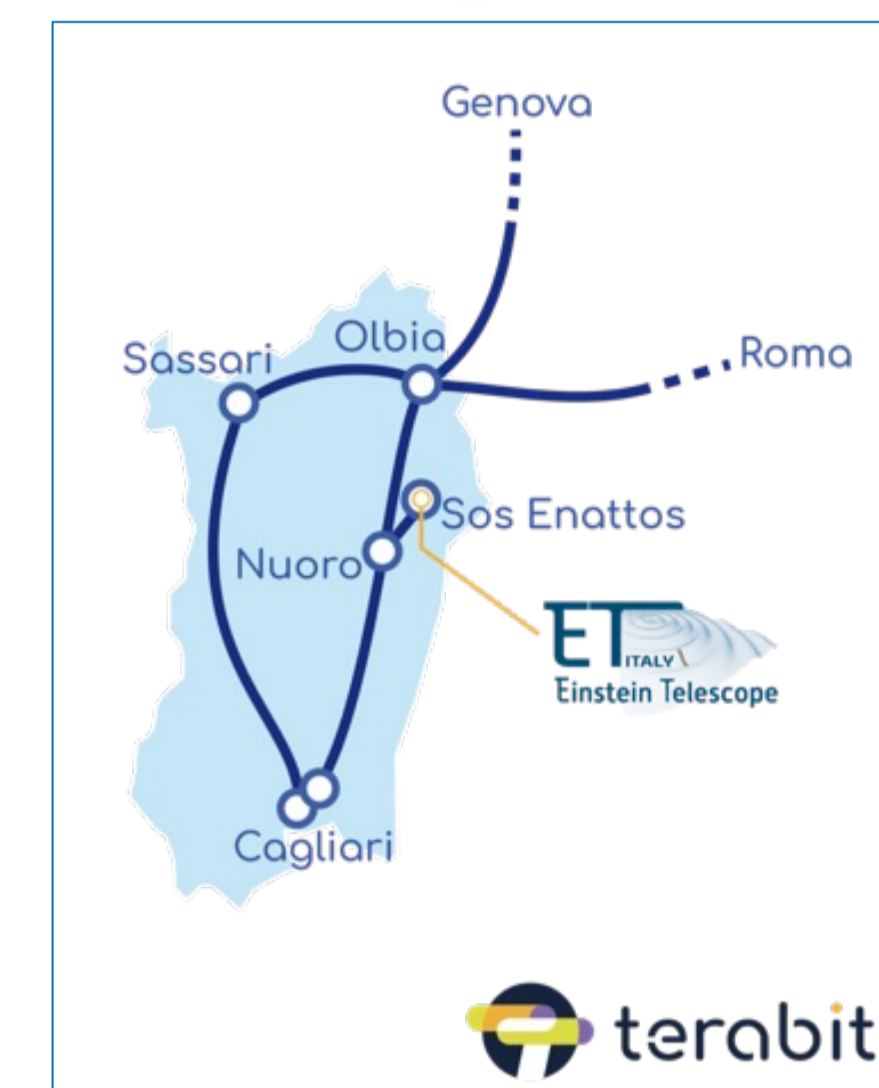 Genova
Olbia
Sassari
Roma
Sos Enattos
Nuoro
ET
ITALY
Einstein Telescope
Cagliari
terabit